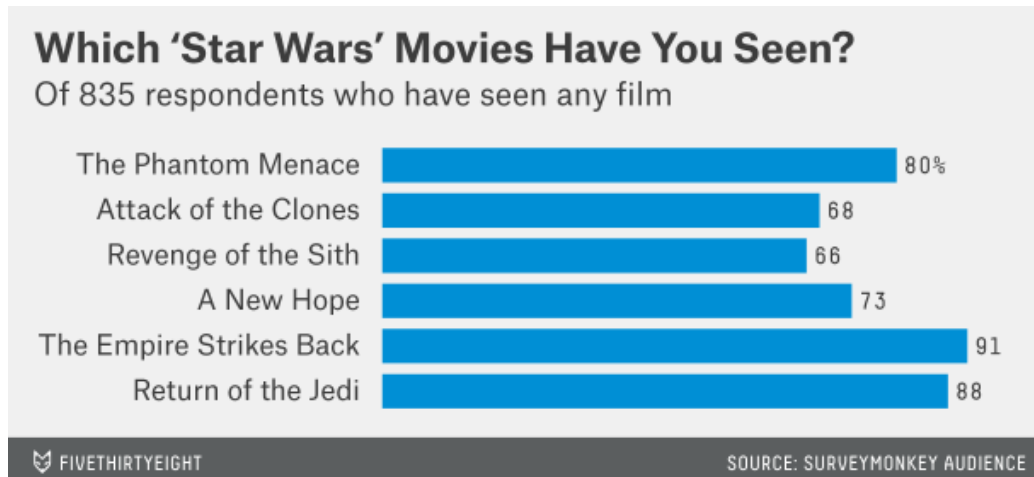 Which ‘Star Wars’ Movies Have You Seen?
Of 835 respondents who have seen any film
The Phantom Menace 80%
Attack of the Clones 68
Revenge of the Sith 66
A New Hope 73
The Empire Strikes Back 91
Return of the Jedi 88
FIVETHIRTYEIGHT SOURCE: SURVEYMONKEY AUDIENCE